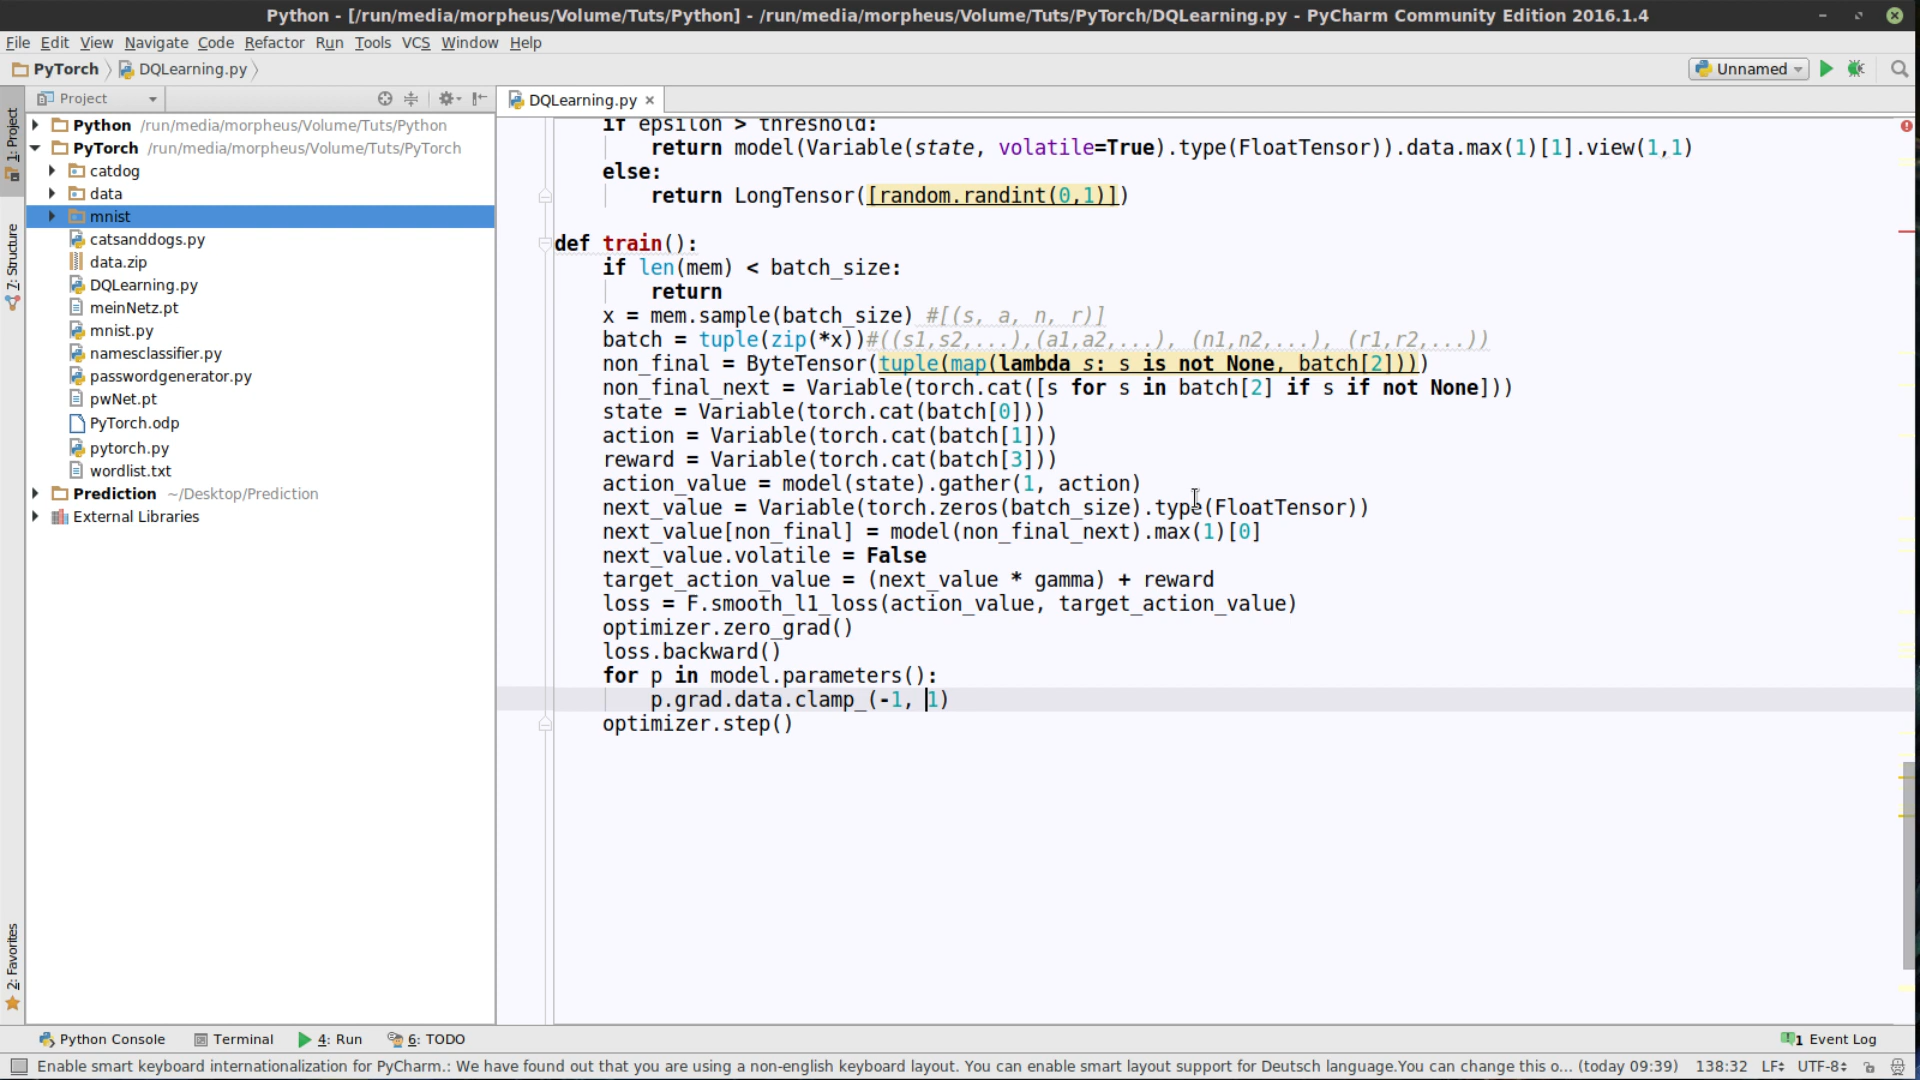 Python - [/run/media/morpheus/Volume/Tuts/Python] - /run/media/morpheus/Volume/Tuts/PyTorch/DQLearning.py - PyCharm Community Edition 2016.1.4
File Edit View Navigate Code Refactor Run Tools VCS Window Help
PyTorch DQLearning.py Unnamed
Project DQLearning.py
1: Project
7: Structure
2: Favorites
Python /run/media/morpheus/Volume/Tuts/Python
PyTorch /run/media/morpheus/Volume/Tuts/PyTorch
catdog
data
mnist
catsanddogs.py
data.zip
DQLearning.py
meinNetz.pt
mnist.py
namesclassifier.py
passwordgenerator.py
pwNet.pt
PyTorch.odp
pytorch.py
wordlist.txt
Prediction ~/Desktop/Prediction
External Libraries
if epsilon > threshold:
return model(Variable(state, volatile=True).type(FloatTensor)).data.max(1)[1].view(1,1)
else:
return LongTensor([random.randint(0,1)])
def train():
if len(mem) < batch_size:
return
x = mem.sample(batch_size) #[(s, a, n, r)]
batch = tuple(zip(*x))#((s1,s2,...),(a1,a2,...), (n1,n2,...), (r1,r2,...))
non_final = ByteTensor(tuple(map(lambda s: s is not None, batch[2])))
non_final_next = Variable(torch.cat([s for s in batch[2] if s if not None]))
state = Variable(torch.cat(batch[0]))
action = Variable(torch.cat(batch[1]))
reward = Variable(torch.cat(batch[3]))
action_value = model(state).gather(1, action)
next_value = Variable(torch.zeros(batch_size).type(FloatTensor))
next_value[non_final] = model(non_final_next).max(1)[0]
next_value.volatile = False
target_action_value = (next_value * gamma) + reward
loss = F.smooth_l1_loss(action_value, target_action_value)
optimizer.zero_grad()
loss.backward()
for p in model.parameters():
p.grad.data.clamp_(-1, 1)
optimizer.step()
Python Console Terminal 4: Run 6: TODO 1 Event Log
Enable smart keyboard internationalization for PyCharm.: We have found out that you are using a non-english keyboard layout. You can enable smart layout support for Deutsch language.You can change this o... (today 09:39) 138:32 LF UTF-8